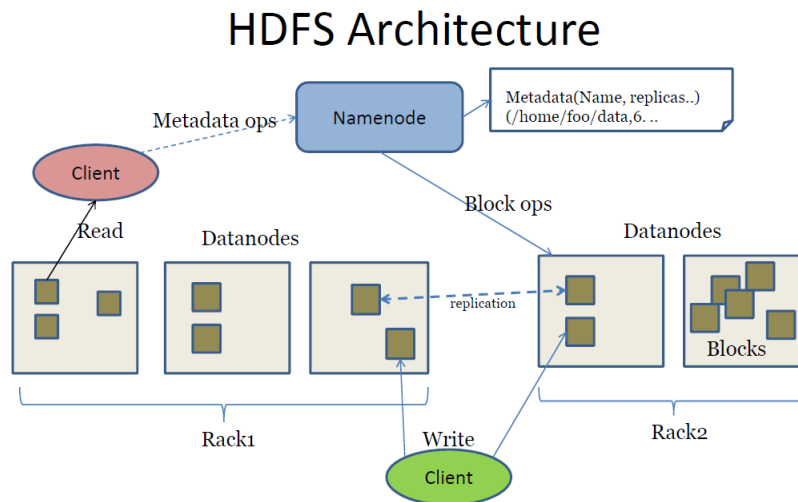 HDFS Architecture
Metadata ops
Namenode
Metadata(Name, replicas..)
(/home/foo/data,6. ..
Client
Read
Datanodes
Block ops
Datanodes
replication
Blocks
Rack1
Write
Rack2
Client